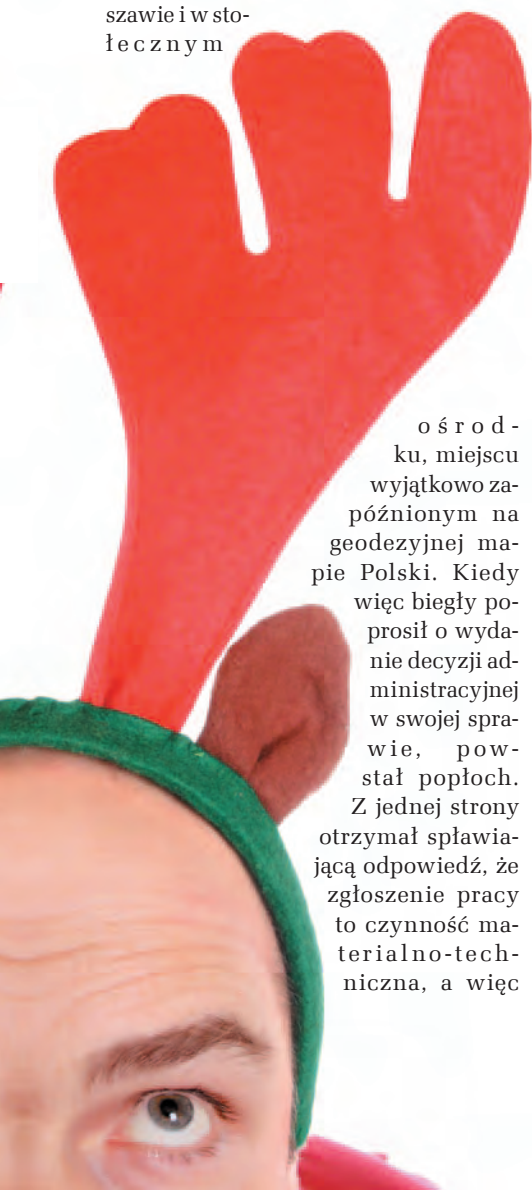 szawie i w sto-
łecznym
ośrod-
ku, miejscu
wyjątkowo za-
późnionym na
geodezyjnej ma-
pie Polski. Kiedy
więc biegły po-
prosił o wyda-
nie decyzji ad-
ministracyjnej
w swojej spra-
wie, pow-
stał popłoch.
Z jednej strony
otrzymał spławia-
jącą odpowiedź, że
zgłoszenie pracy
to czynność ma-
terialno-tech-
niczna, a więc